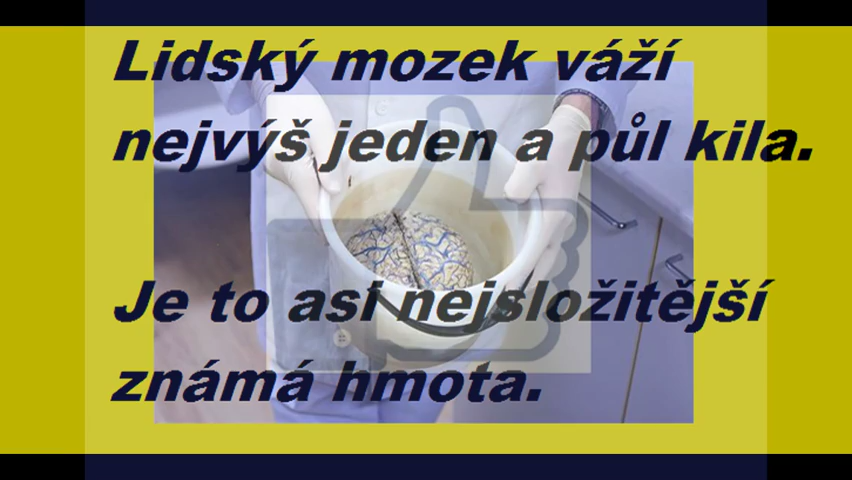 Lidský mozek váží
nejvýš jeden a půl kila.
Je to asi nejsložitější
známá hmota.